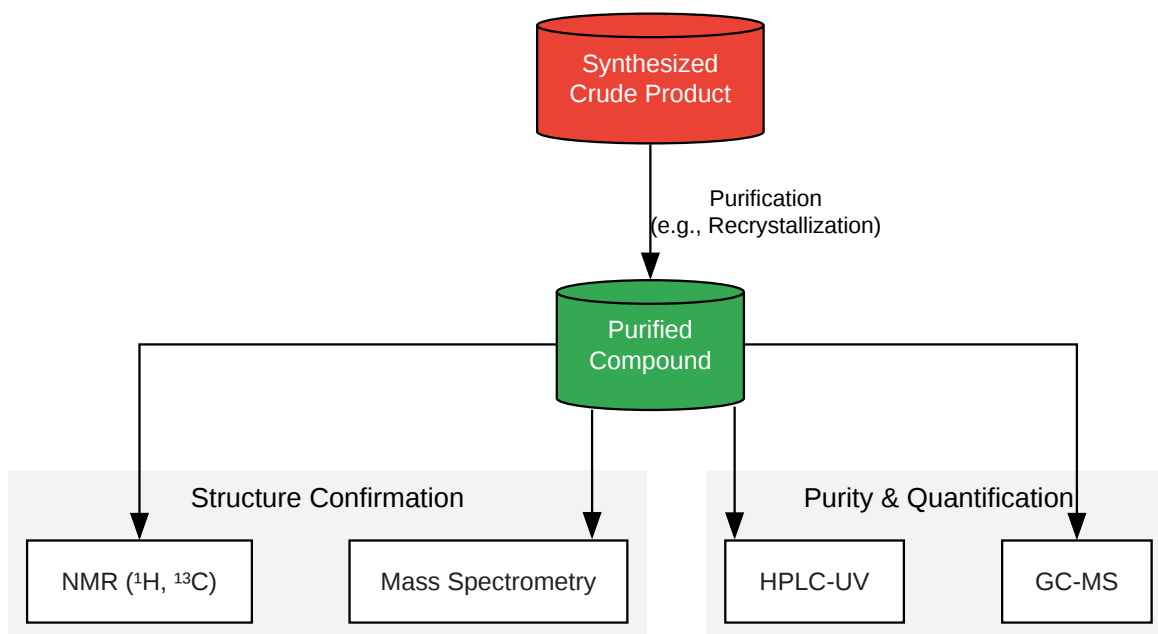 Synthesized
Crude Product
Purification
(e.g., Recrystallization)
Purified
Compound
Structure Confirmation
Purity & Quantification
NMR (¹H, ¹³C)
Mass Spectrometry
HPLC-UV
GC-MS